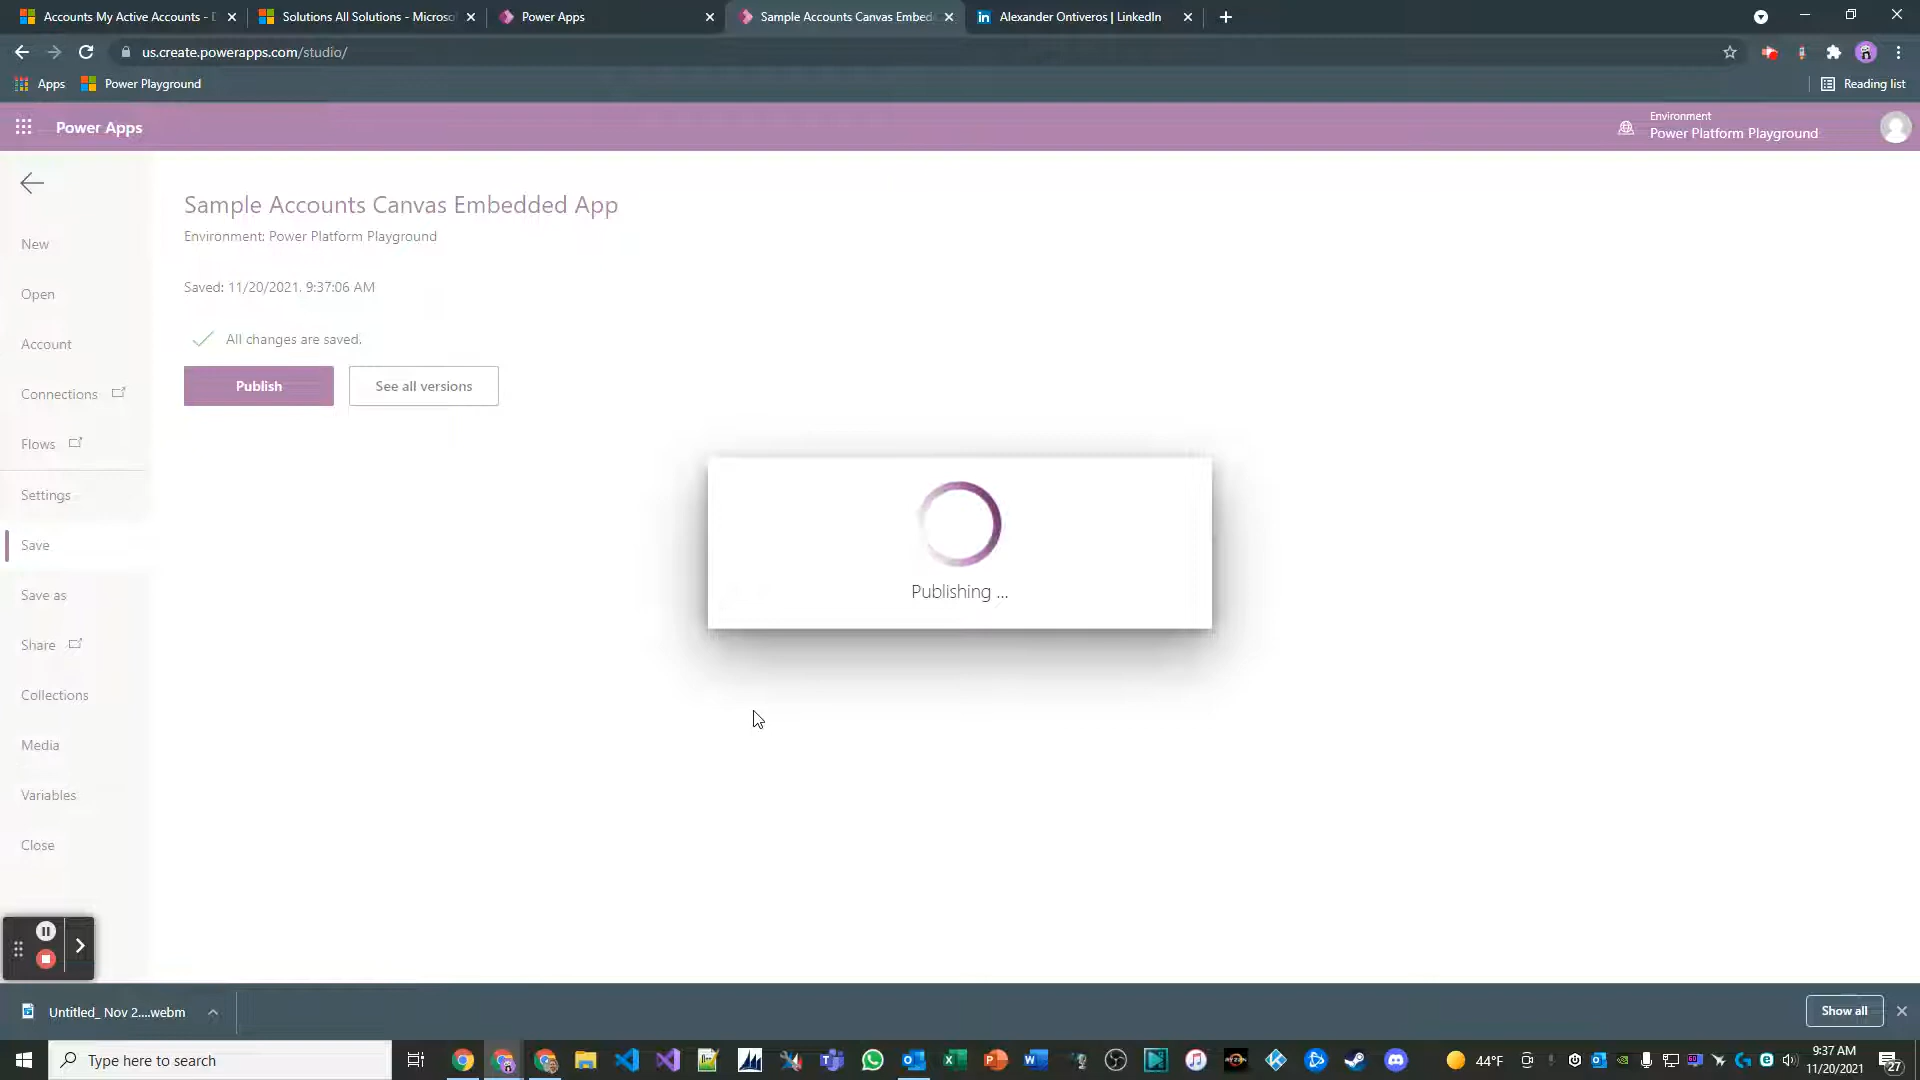 Accounts My Active Accounts - D
Solutions All Solutions - Microso
Power Apps
Sample Accounts Canvas Embed
Alexander Ontiveros | LinkedIn
us.create.powerapps.com/studio/
Apps
Power Playground
Reading list
Power Apps
Environment
Power Platform Playground
Sample Accounts Canvas Embedded App
Environment: Power Platform Playground
Saved: 11/20/2021. 9:37:06 AM
All changes are saved.
Publish
See all versions
New
Open
Account
Connections
Flows
Settings
Save
Save as
Share
Collections
Media
Variables
Close
Publishing ...
Untitled_ Nov 2....webm
Show all
Type here to search
44°F
9:37 AM
11/20/2021
27